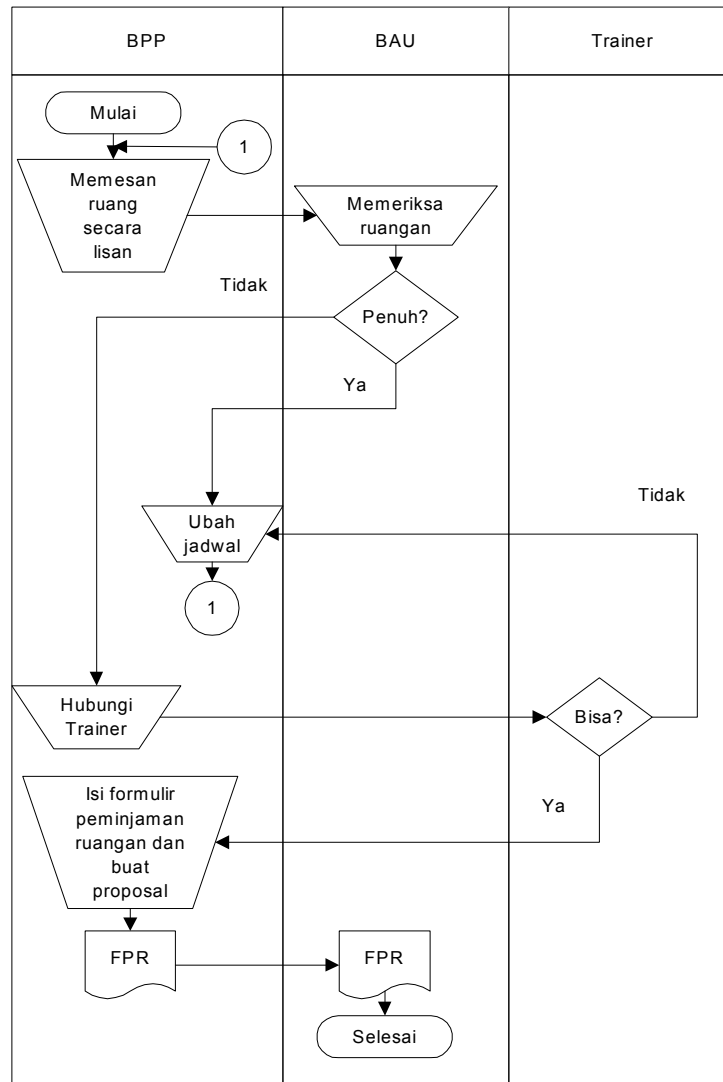 BPP
BAU
Trainer
Mulai
1
Memesan
ruang
secara
lisan
Memeriksa
ruangan
Tidak
Penuh?
Ya
Ubah
jadwal
Tidak
1
Hubungi
Trainer
Bisa?
Isi formulir
peminjaman
ruangan dan
buat
proposal
Ya
FPR
FPR
Selesai